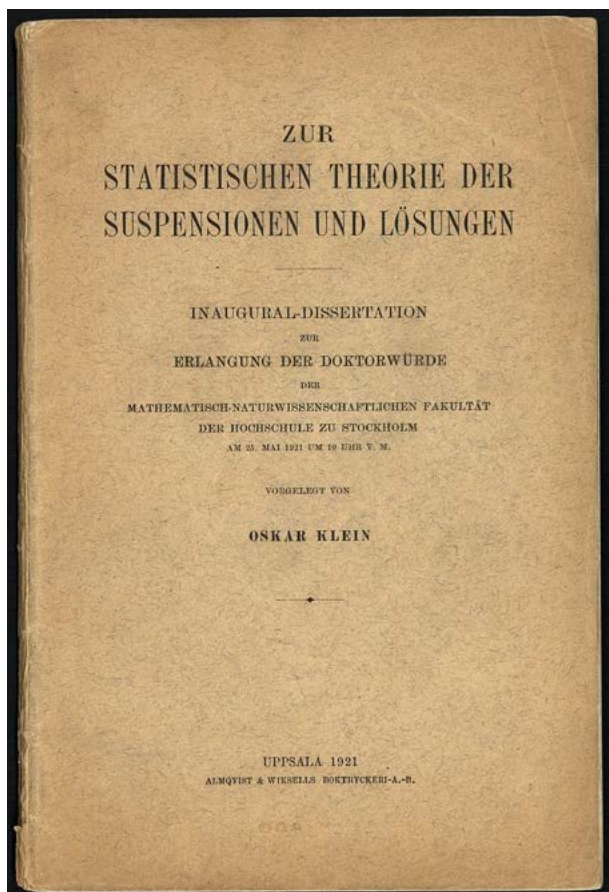 ZUR
STATISTISCHEN THEORIE DER
SUSPENSIONEN UND LÖSUNGEN
INAUGURAL-DISSERTATION
ZUR
ERLANGUNG DER DOKTORWÜRDE
DER
MATHEMATISCH-NATURWISSENSCHAFTLICHEN FAKULTÄT
DER HOCHSCHULE ZU STOCKHOLM
AM 25. MAI 1921 UM 10 UHR V. M.
VORGELEGT VON
OSKAR KLEIN
UPPSALA 1921
ALMQVIST & WIKSELLS BOKTRYCKERI-A.-B.